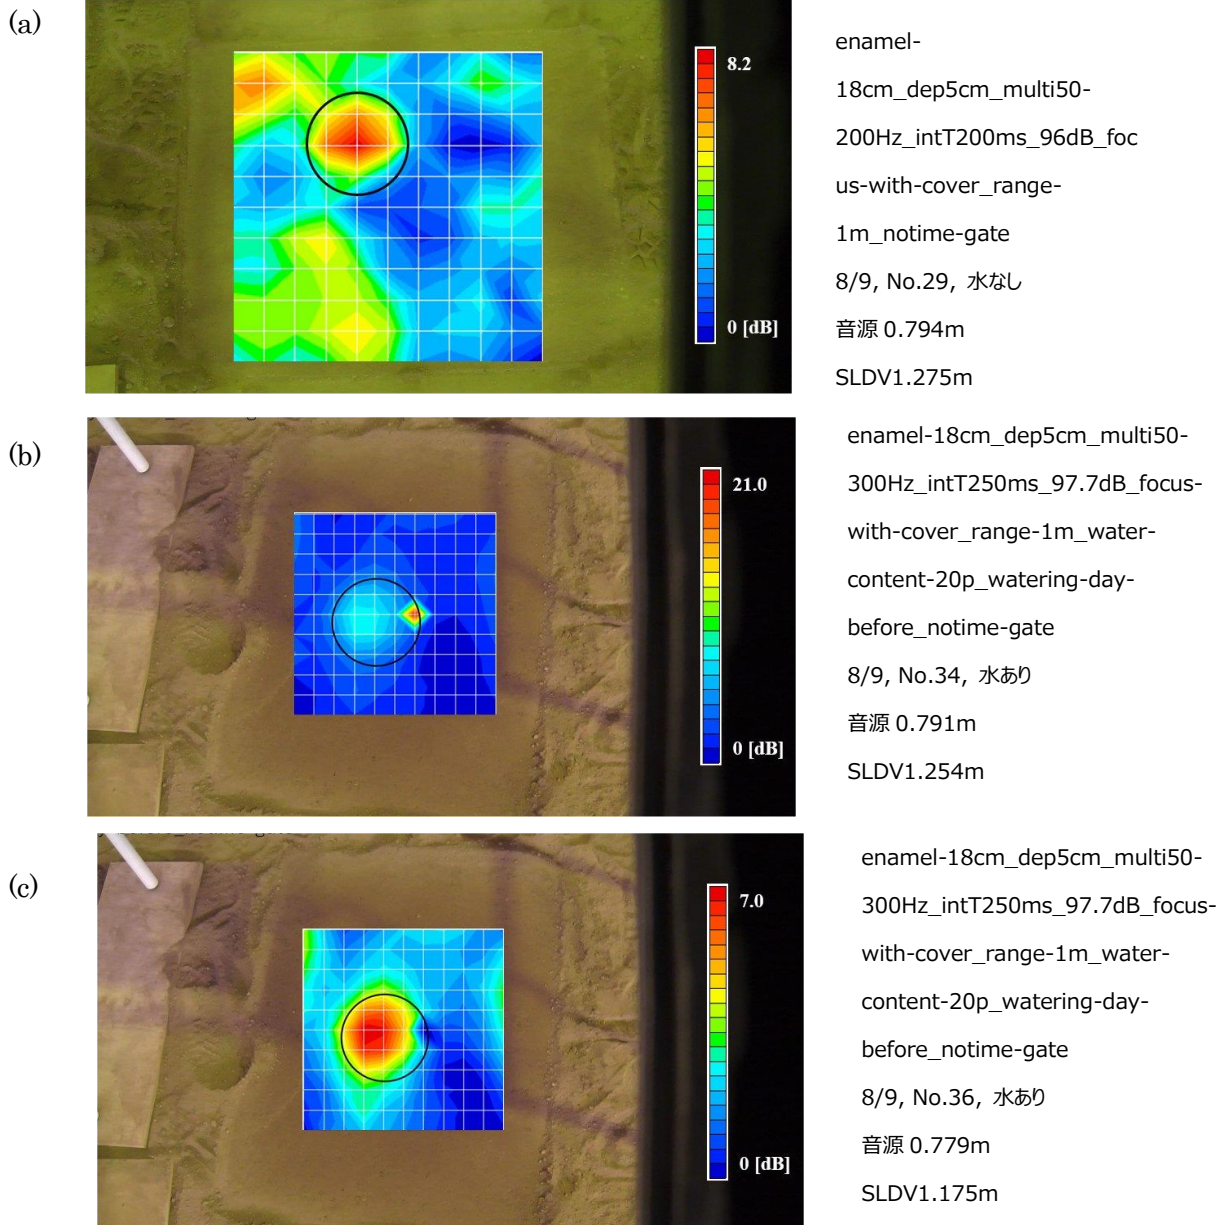 (a)
8.2
0 [dB]
enamel-
18cm_dep5cm_multi50-
200Hz_intT200ms_96dB_foc
us-with-cover_range-
1m_notime-gate
8/9, No.29, 水なし
音源 0.794m
SLDV1.275m
(b)
21.0
0 [dB]
enamel-18cm_dep5cm_multi50-
300Hz_intT250ms_97.7dB_focus-
with-cover_range-1m_water-
content-20p_watering-day-
before_notime-gate
8/9, No.34, 水あり
音源 0.791m
SLDV1.254m
(c)
7.0
0 [dB]
enamel-18cm_dep5cm_multi50-
300Hz_intT250ms_97.7dB_focus-
with-cover_range-1m_water-
content-20p_watering-day-
before_notime-gate
8/9, No.36, 水あり
音源 0.779m
SLDV1.175m